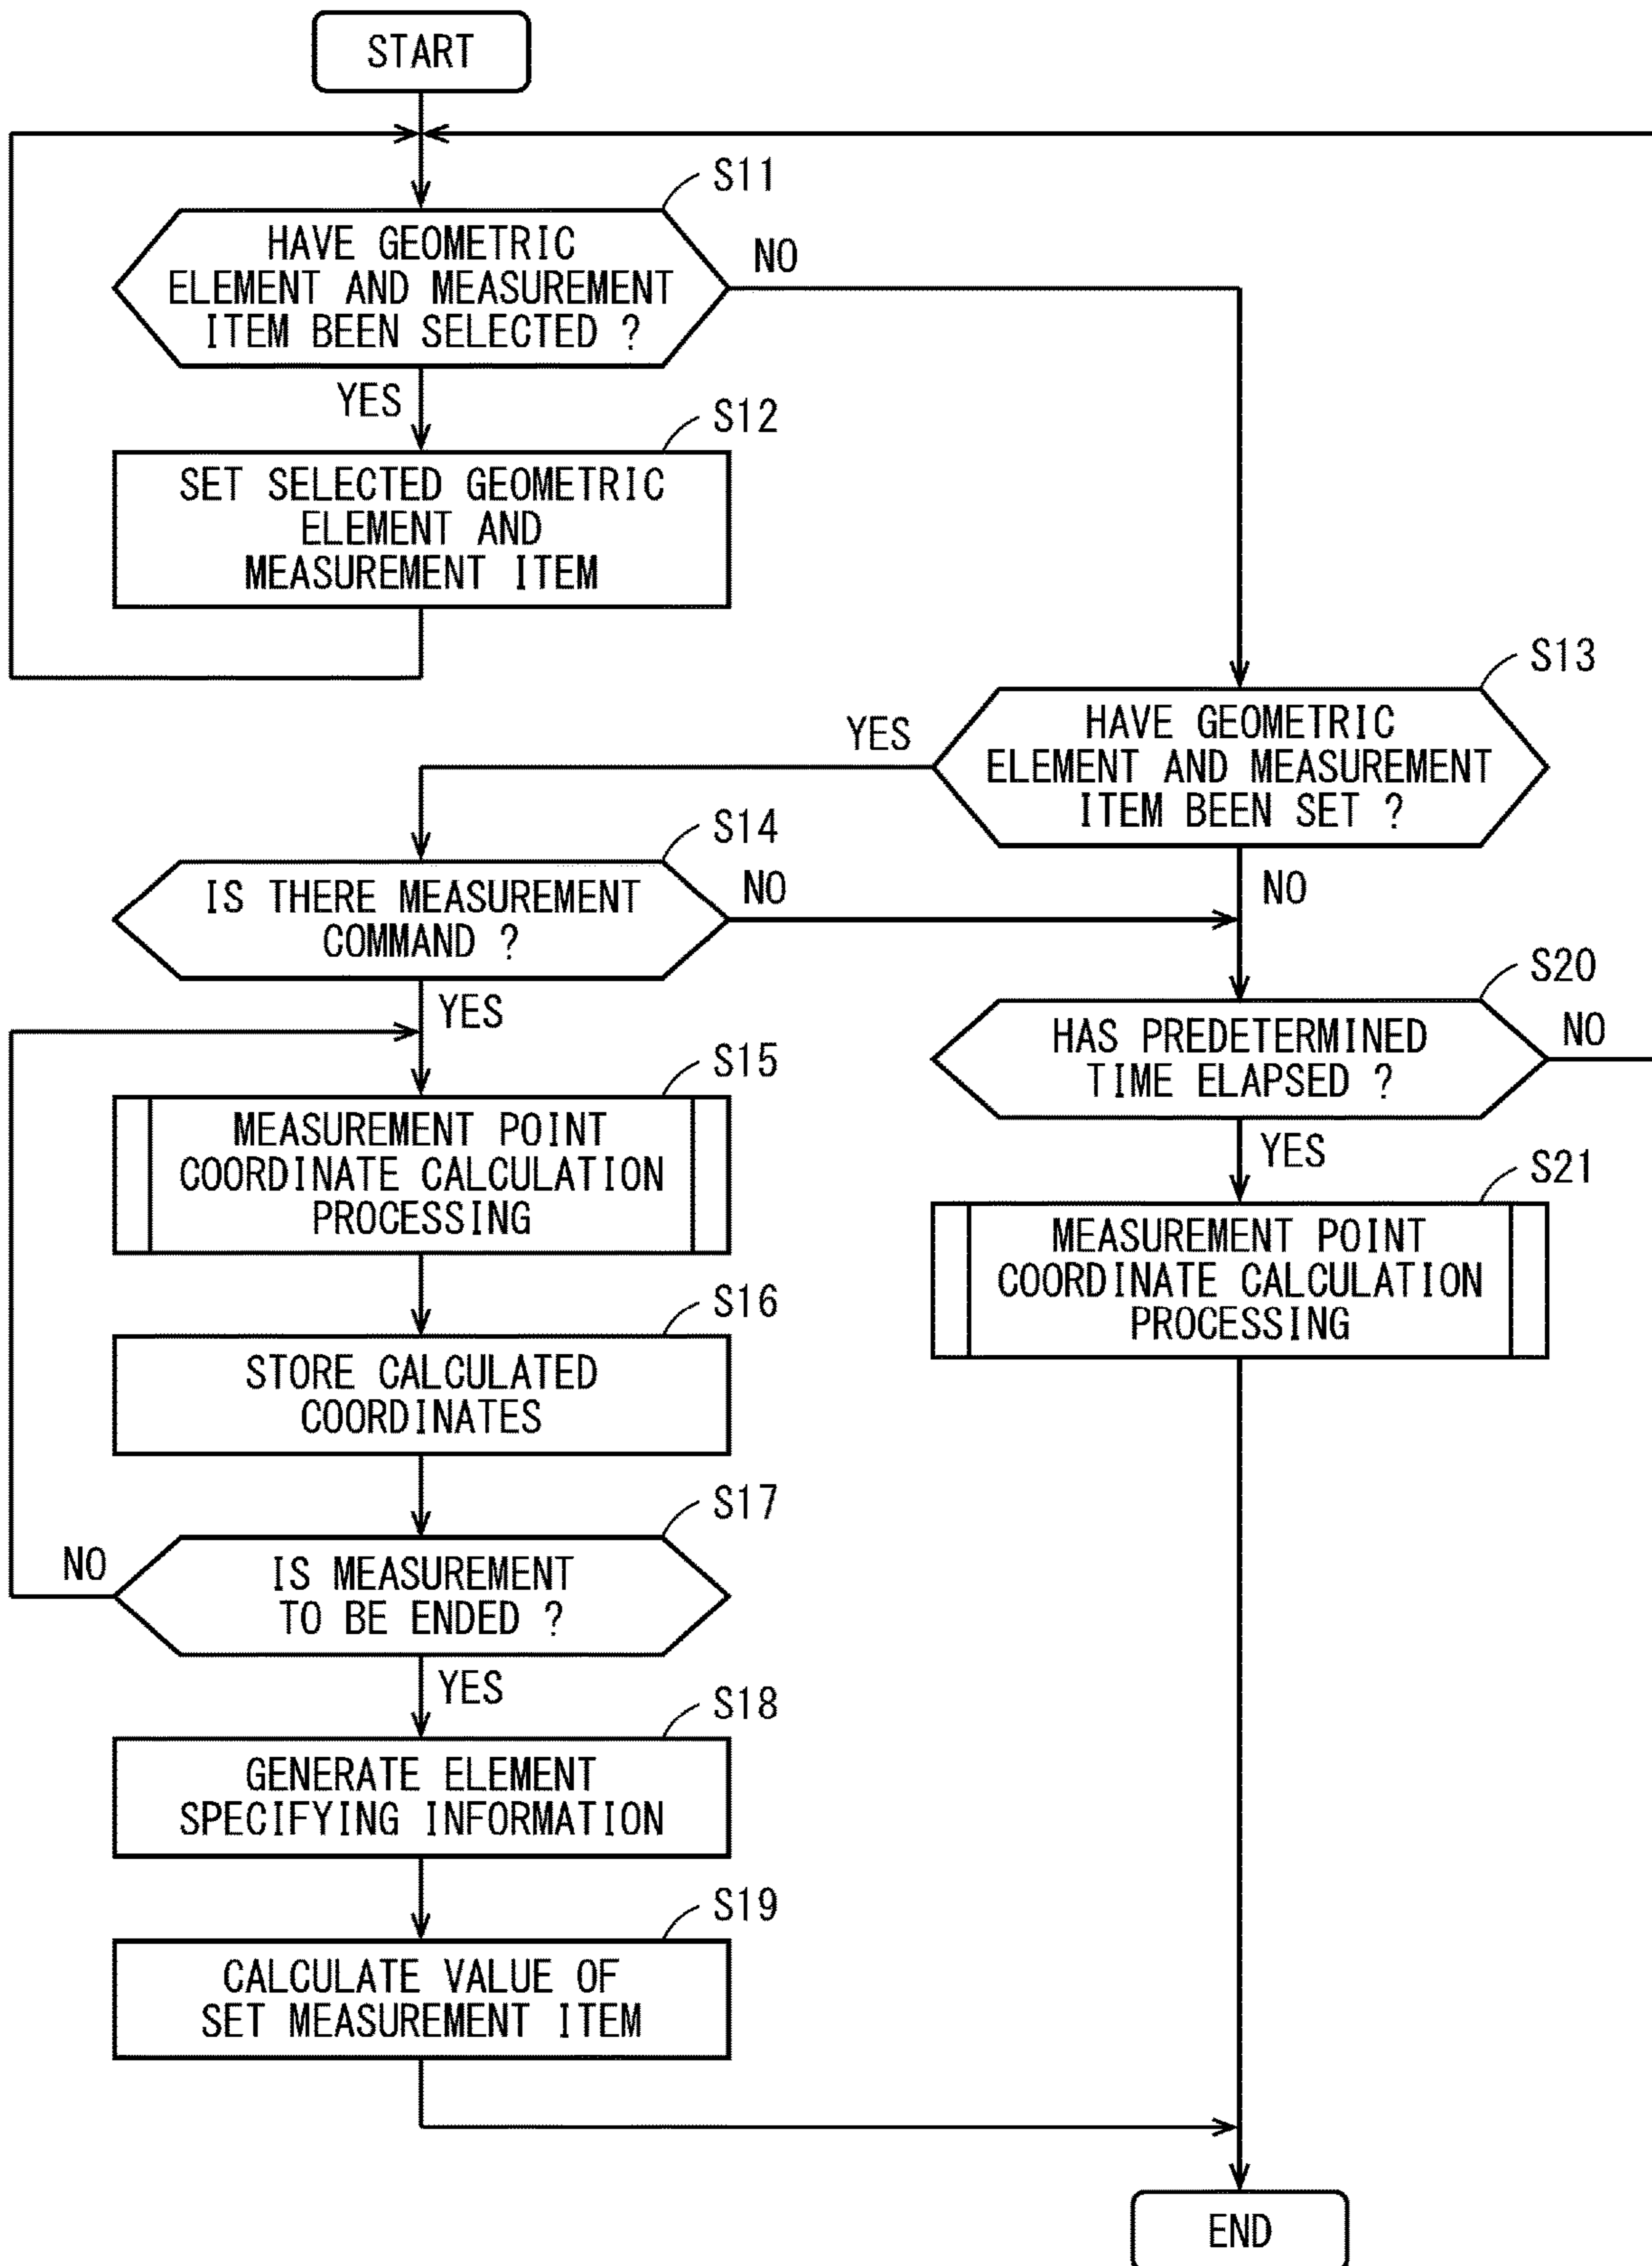 START
S11
HAVE GEOMETRIC
ELEMENT AND MEASUREMENT
ITEM BEEN SELECTED ?
NO
YES
S12
SET SELECTED GEOMETRIC
ELEMENT AND
MEASUREMENT ITEM
S13
HAVE GEOMETRIC
ELEMENT AND MEASUREMENT
ITEM BEEN SET ?
YES
NO
S14
IS THERE MEASUREMENT
COMMAND ?
NO
YES
S20
HAS PREDETERMINED
TIME ELAPSED ?
NO
YES
S15
MEASUREMENT POINT
COORDINATE CALCULATION
PROCESSING
S21
MEASUREMENT POINT
COORDINATE CALCULATION
PROCESSING
S16
STORE CALCULATED
COORDINATES
S17
IS MEASUREMENT
TO BE ENDED ?
NO
YES
S18
GENERATE ELEMENT
SPECIFYING INFORMATION
S19
CALCULATE VALUE OF
SET MEASUREMENT ITEM
END